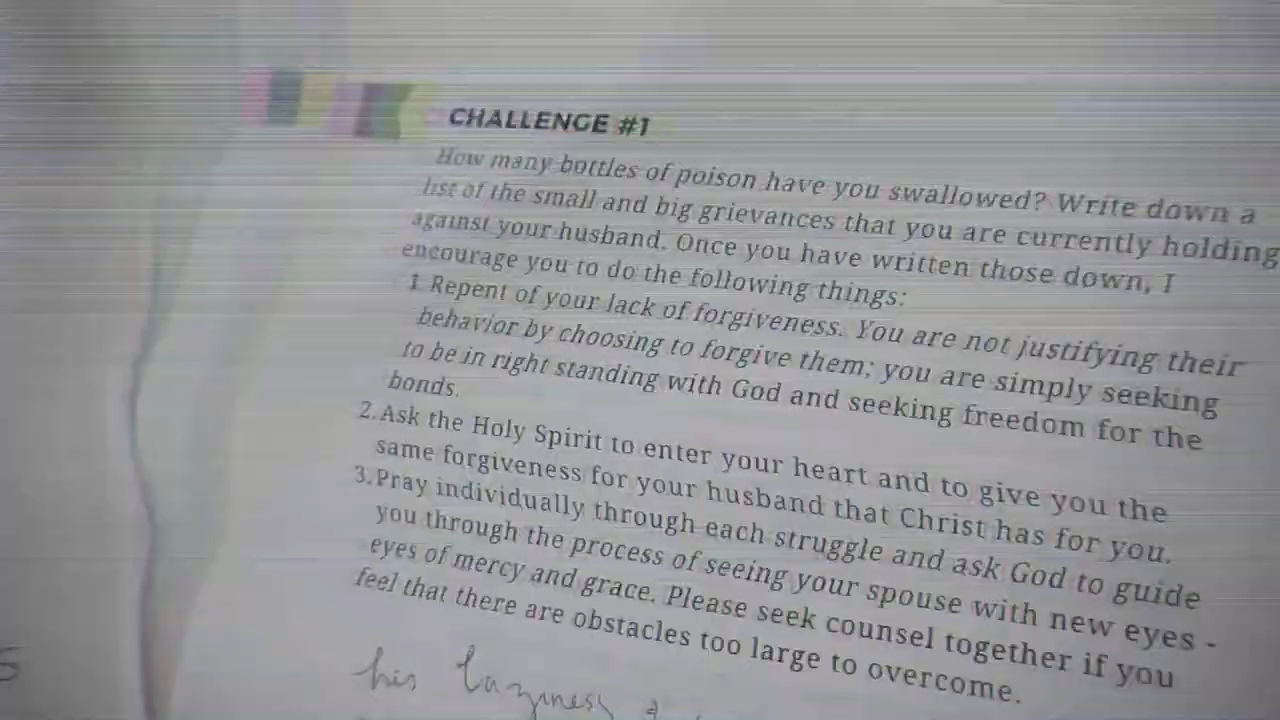 CHALLENGE #1
How many bottles of poison have you swallowed? Write down a
list of the small and big grievances that you are currently holding
against your husband. Once you have written those down, I
encourage you to do the following things:
1. Repent of your lack of forgiveness. You are not justifying their
behavior by choosing to forgive them; you are simply seeking
to be in right standing with God and seeking freedom for the
bonds.
2. Ask the Holy Spirit to enter your heart and to give you the
same forgiveness for your husband that Christ has for you.
3. Pray individually through each struggle and ask God to guide
you through the process of seeing your spouse with new eyes -
eyes of mercy and grace. Please seek counsel together if you
feel that there are obstacles too large to overcome.
his laziness